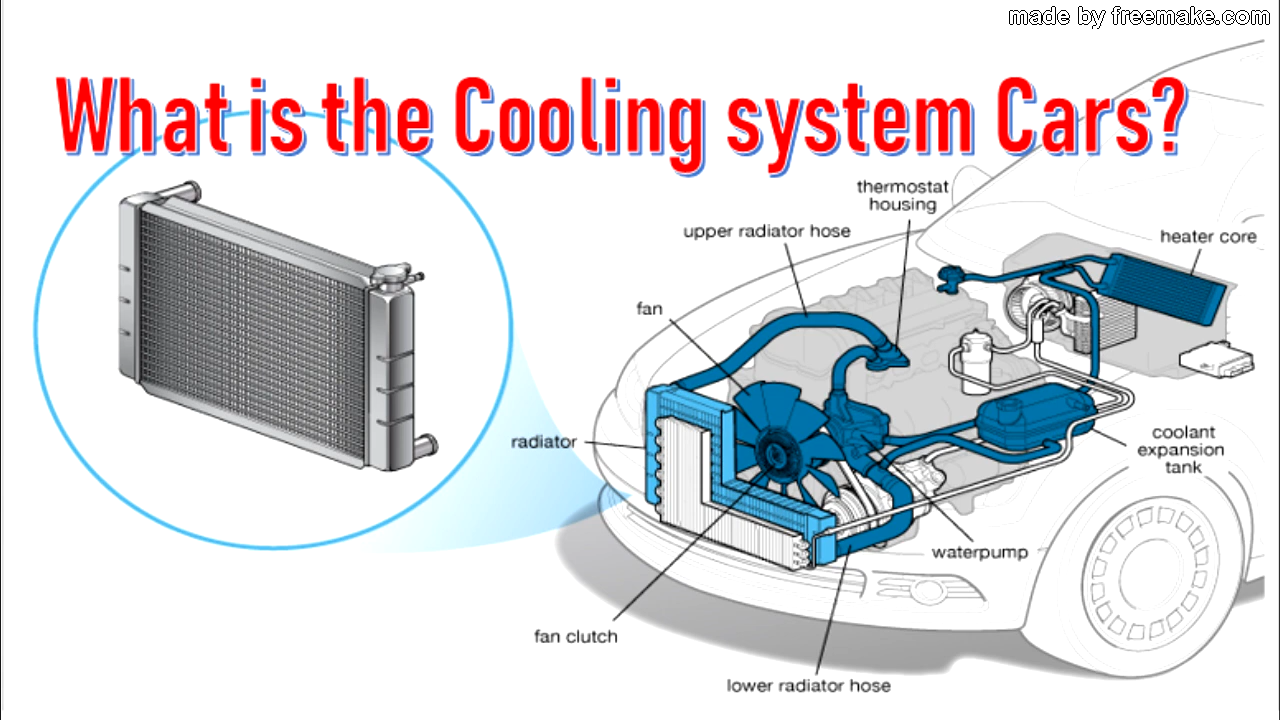 made by freemake.com
What is the Cooling system Cars?
thermostat
housing
upper radiator hose
heater core
fan
radiator
coolant
expansion
tank
waterpump
fan clutch
lower radiator hose